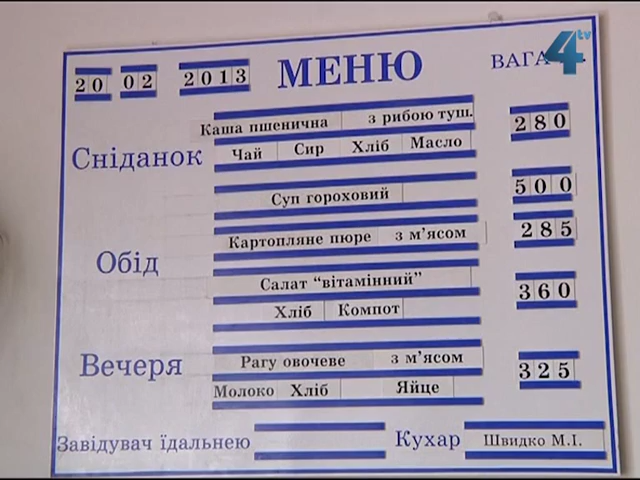 20 02 2013 МЕНЮ ВАГА
4tv
Каша пшенична з рибою туш. 280
Сніданок
Чай Сир Хліб Масло
Суп гороховий 500
Картопляне пюре з м’ясом 285
Обід
Салат “вітамінний”
360
Хліб Компот
Вечеря
Рагу овочеве з м’ясом
325
Молоко Хліб Яйце
Завідувач їдальнею Кухар Швидко М.І.